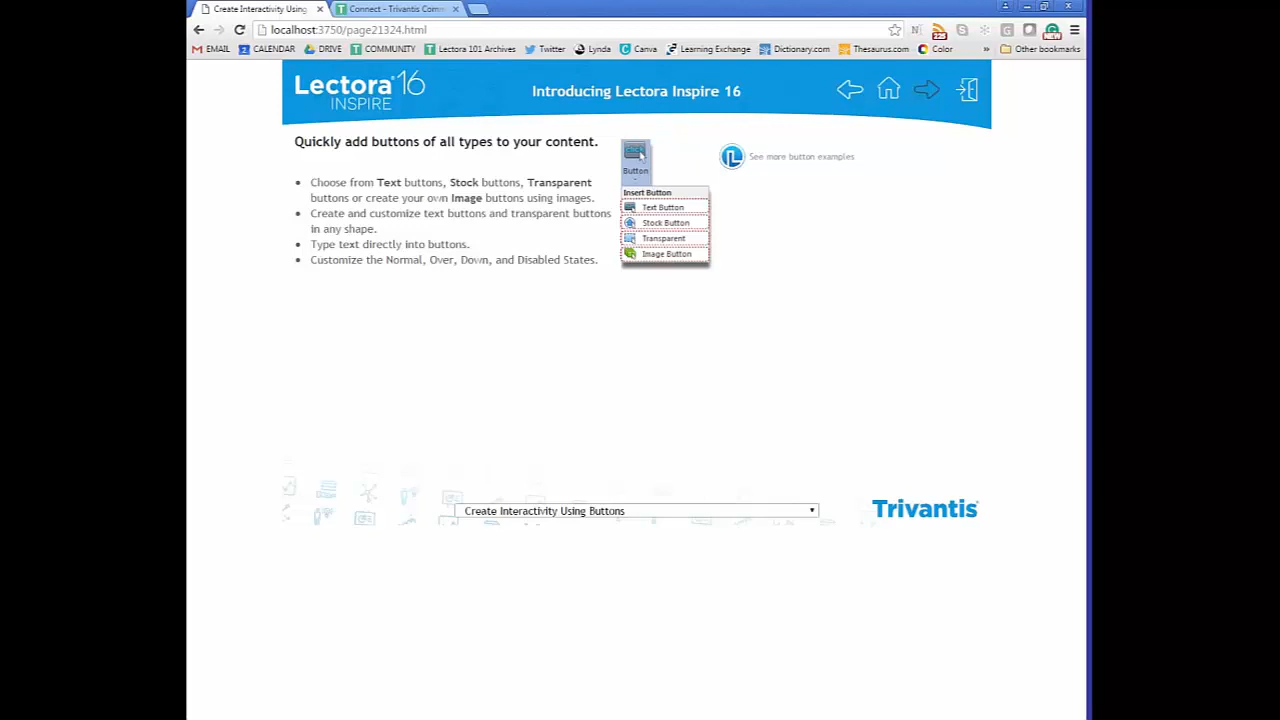 Create Interactivity Using
Connect - Trivantis Comm
localhost:3750/page21324.html
EMAIL CALENDAR DRIVE COMMUNITY Lectora 101 Archives Twitter Lynda Canva Learning Exchange Dictionary.com Thesaurus.com Color » Other bookmarks
Lectora®16
INSPIRE
Introducing Lectora Inspire 16
Quickly add buttons of all types to your content.
• Choose from Text buttons, Stock buttons, Transparent
buttons or create your own Image buttons using images.
• Create and customize text buttons and transparent buttons
in any shape.
• Type text directly into buttons.
• Customize the Normal, Over, Down, and Disabled States.
Button
Insert Button
Text Button
Stock Button
Transparent
Image Button
See more button examples
Create Interactivity Using Buttons
Trivantis